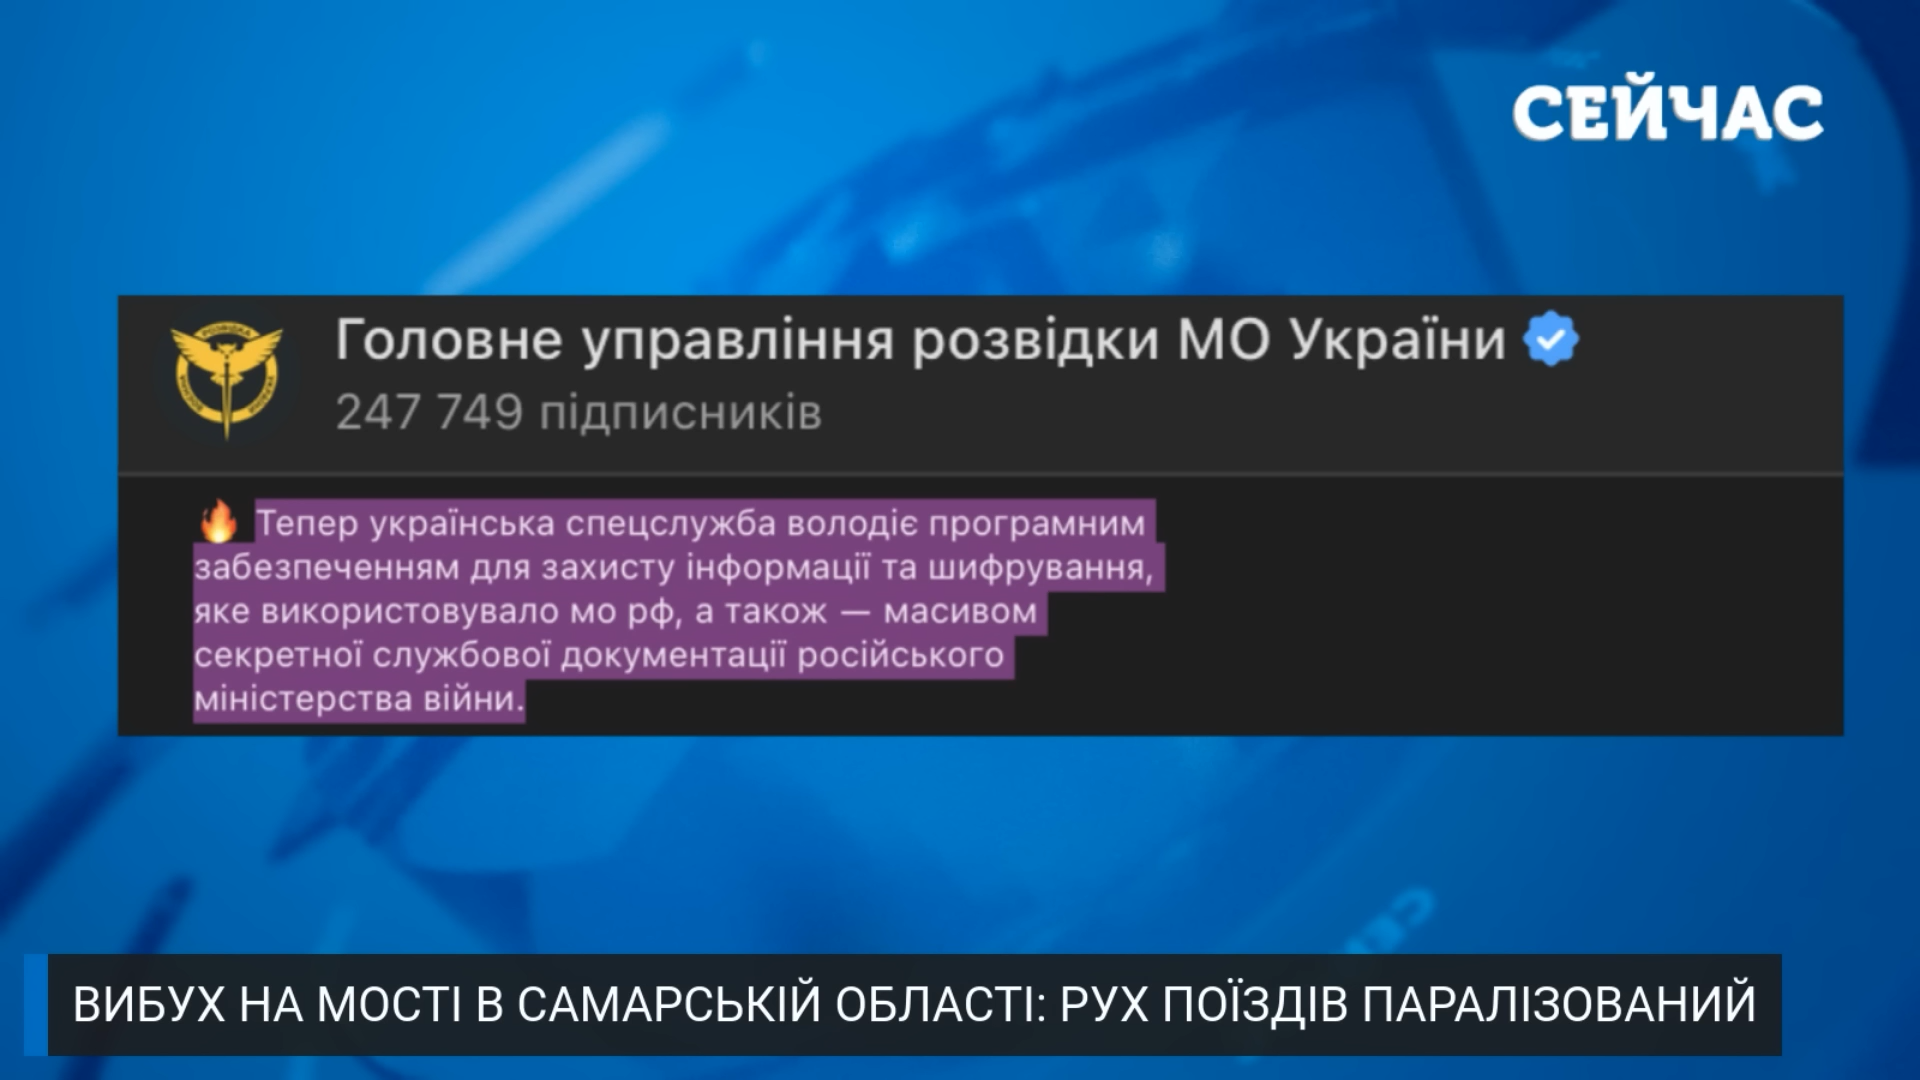 СЕЙЧАС
Головне управління розвідки МО України
247 749 підписників
🔥 Тепер українська спецслужба володіє програмним
забезпеченням для захисту інформації та шифрування,
яке використовувало мо рф, а також — масивом
секретної службової документації російського
міністерства війни.
ВИБУХ НА МОСТІ В САМАРСЬКІЙ ОБЛАСТІ: РУХ ПОЇЗДІВ ПАРАЛІЗОВАНИЙ